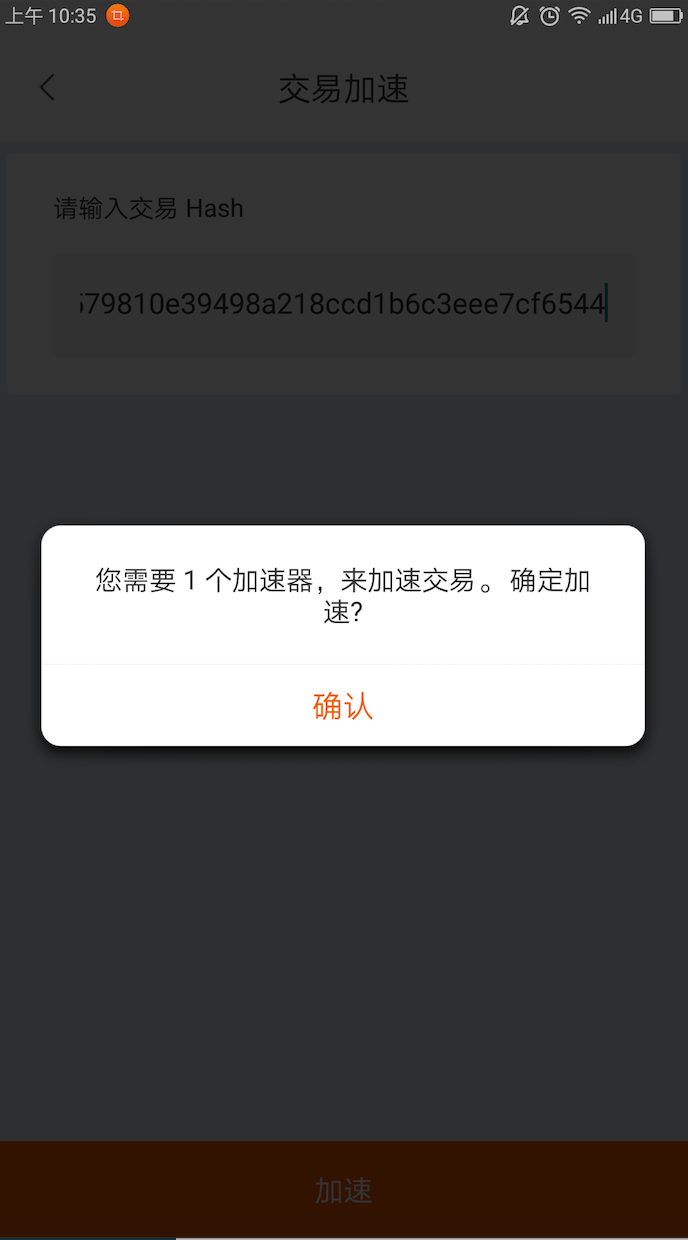 上午 10:35
4G
交易加速
请输入交易 Hash
579810e39498a218ccd1b6c3eee7cf6544
您需要 1 个加速器，来加速交易。确定加
速?
确认
加速